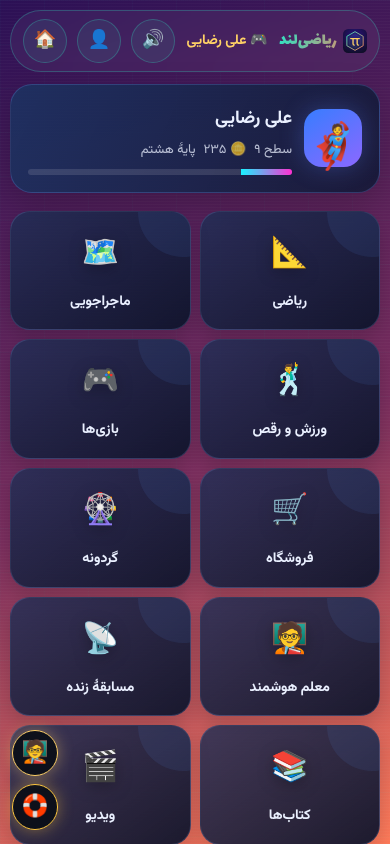 ریاضی‌لند 🎮 علی رضایی
علی رضایی
سطح ۹ 🪙 ۲۳۵ پایهٔ هشتم
ریاضی
ماجراجویی
ورزش و رقص
بازی‌ها
فروشگاه
گردونه
معلم هوشمند
مسابقهٔ زنده
کتاب‌ها
ویدیو